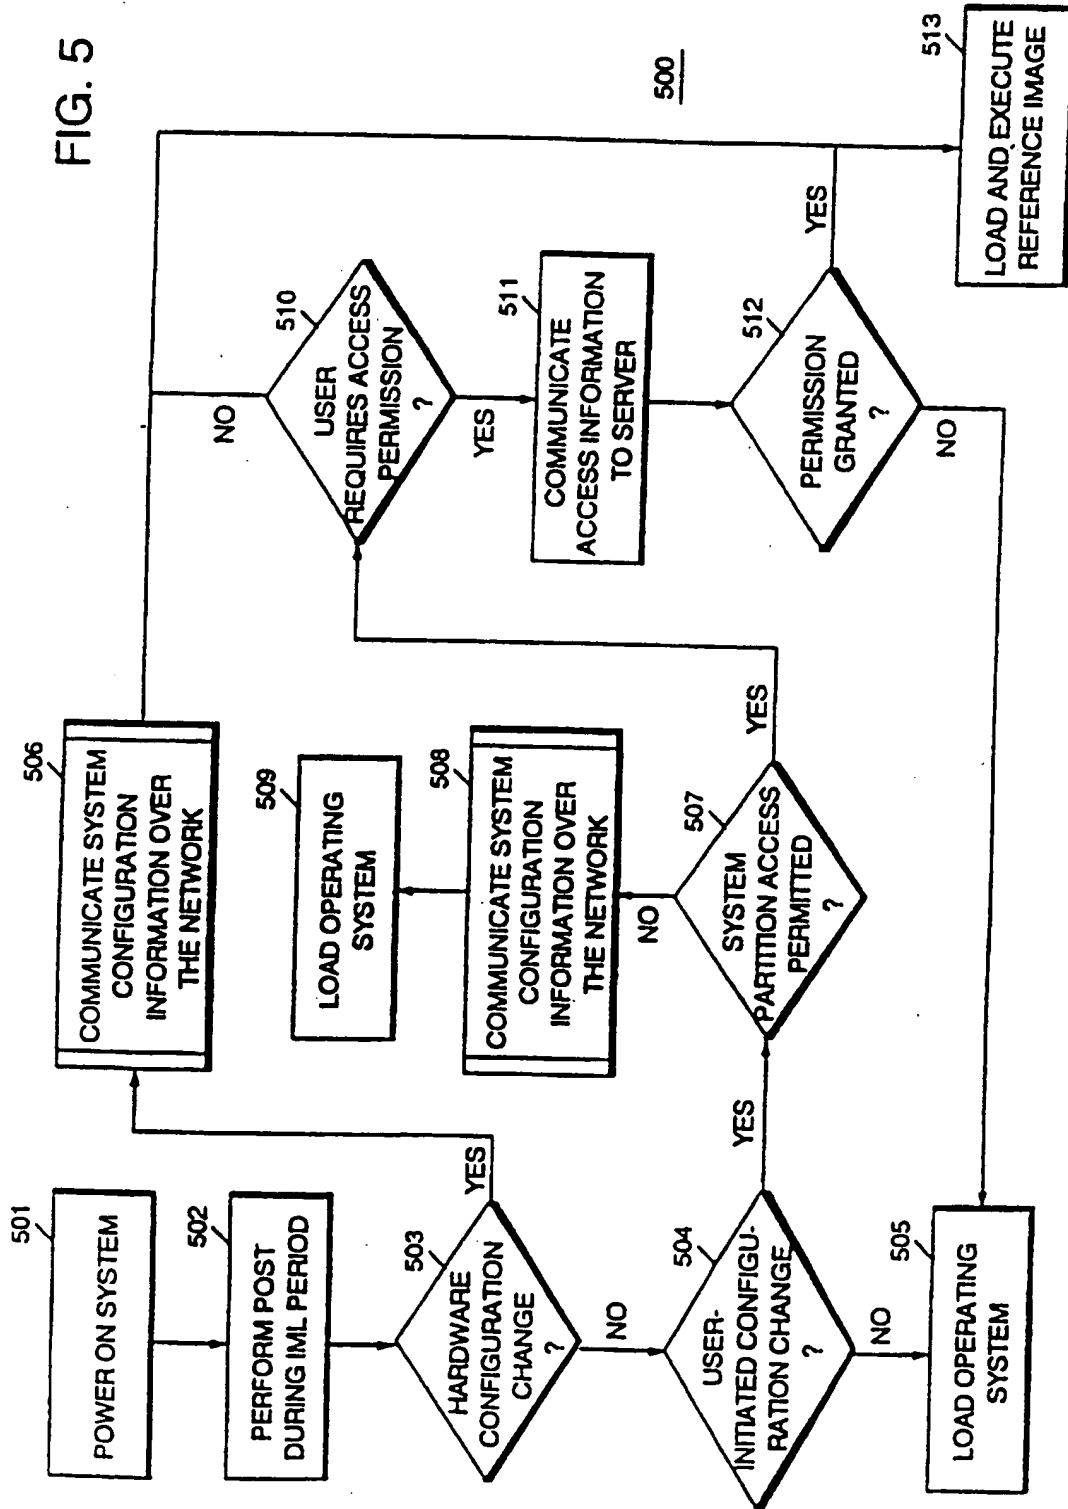 FIG. 5
500
501
POWER ON SYSTEM
502
PERFORM POST
DURING IML PERIOD
503
HARDWARE
CONFIGURATION
CHANGE
?
YES
NO
504
USER-
INITIATED CONFIGU-
RATION CHANGE
?
YES
NO
505
LOAD OPERATING
SYSTEM
506
COMMUNICATE SYSTEM
CONFIGURATION
INFORMATION OVER
THE NETWORK
507
SYSTEM
PARTITION ACCESS
PERMITTED
?
YES
NO
508
COMMUNICATE SYSTEM
CONFIGURATION
INFORMATION OVER
THE NETWORK
509
LOAD OPERATING
SYSTEM
510
USER
REQUIRES ACCESS
PERMISSION
?
NO
YES
511
COMMUNICATE
ACCESS INFORMATION
TO SERVER
512
PERMISSION
GRANTED
?
YES
NO
513
LOAD AND EXECUTE
REFERENCE IMAGE